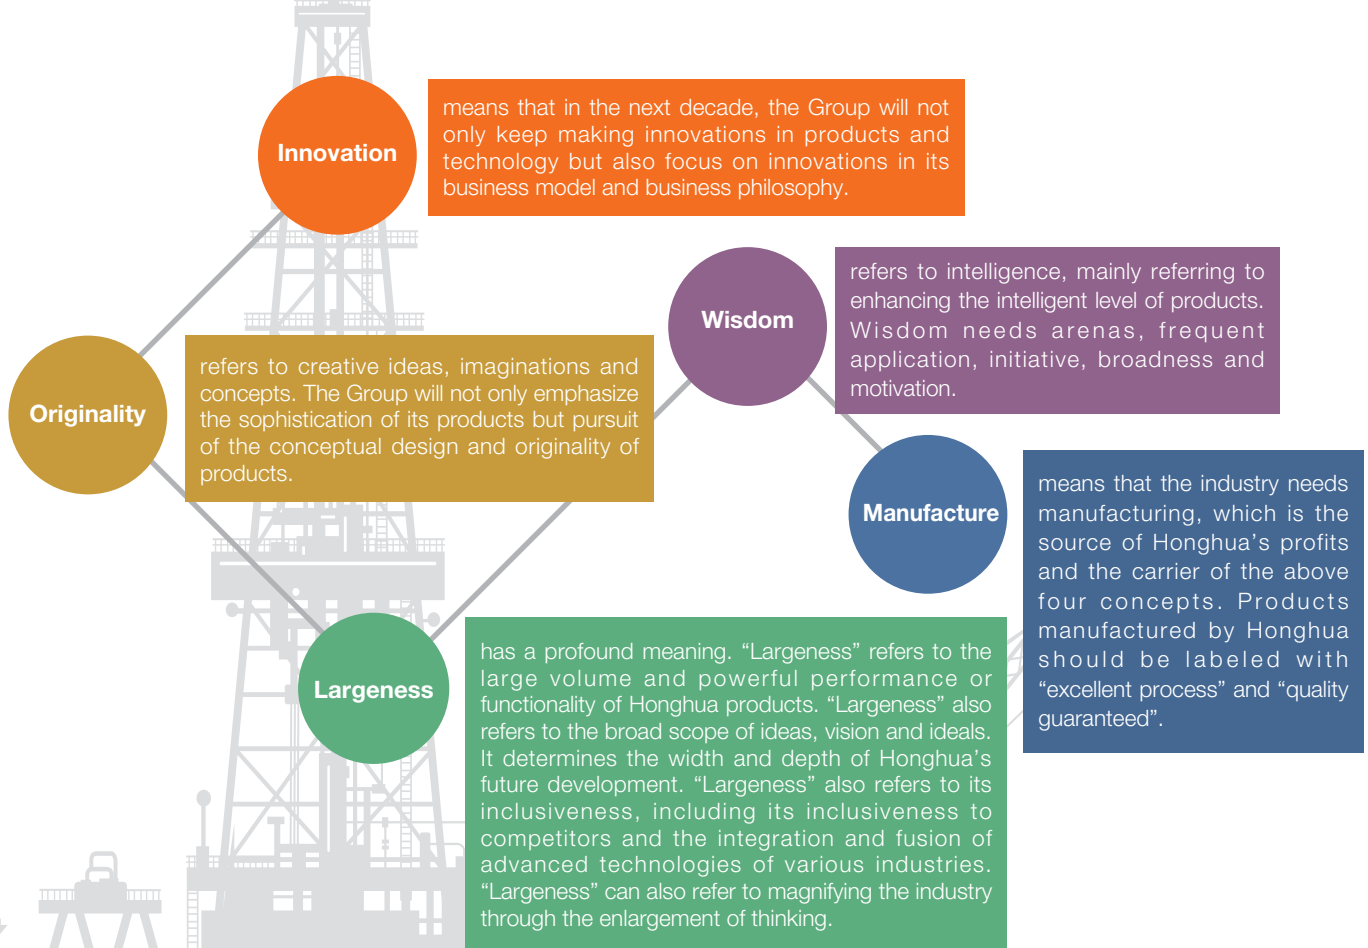 Innovation
means that in the next decade, the Group will not
only keep making innovations in products and
technology but also focus on innovations in its
business model and business philosophy.
Originality
refers to creative ideas, imaginations and
concepts. The Group will not only emphasize
the sophistication of its products but pursuit
of the conceptual design and originality of
products.
Wisdom
refers to intelligence, mainly referring to
enhancing the intelligent level of products.
Wisdom needs arenas, frequent
application, initiative, broadness and
motivation.
Manufacture
means that the industry needs
manufacturing, which is the
source of Honghua's profits
and the carrier of the above
four concepts. Products
manufactured by Honghua
should be labeled with
“excellent process” and “quality
guaranteed”.
Largeness
has a profound meaning. “Largeness” refers to the
large volume and powerful performance or
functionality of Honghua products. “Largeness” also
refers to the broad scope of ideas, vision and ideals.
It determines the width and depth of Honghua's
future development. “Largeness” also refers to its
inclusiveness, including its inclusiveness to
competitors and the integration and fusion of
advanced technologies of various industries.
“Largeness” can also refer to magnifying the industry
through the enlargement of thinking.